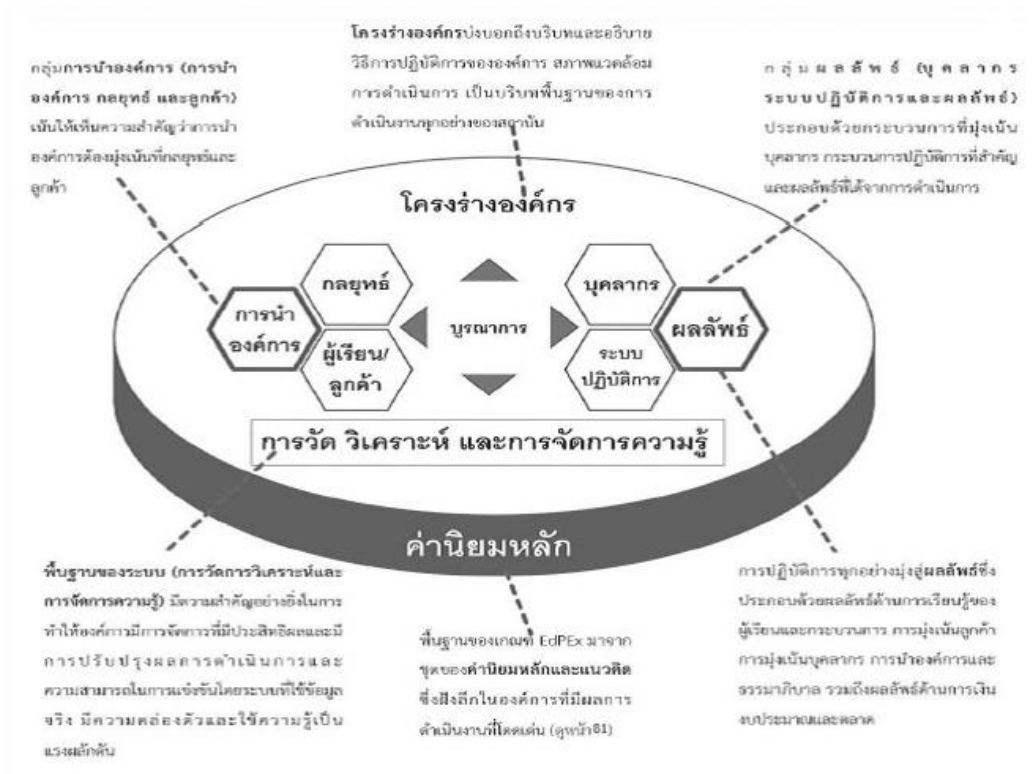 โครงร่างองค์กรบ่งบอกถึงบริบทและอธิบาย
วิธีการปฏิบัติการขององค์การ สภาพแวดล้อม
การดำเนินการ เป็นบริบทพื้นฐานของการ
ดำเนินงานทุกอย่างของสถาบัน
กลุ่มการนำองค์การ (การนำ
องค์การ กลยุทธ์ และลูกค้า)
เน้นให้เห็นความสำคัญว่าการนำ
องค์การต้องมุ่งเน้นที่กลยุทธ์และ
ลูกค้า
กลุ่มผลลัพธ์ (บุคลากร
ระบบปฏิบัติการและผลลัพธ์)
ประกอบด้วยกระบวนการที่มุ่งเน้น
บุคลากร กระบวนการปฏิบัติการที่สำคัญ
และผลลัพธ์ที่ได้จากการดำเนินการ
โครงร่างองค์กร
กลยุทธ์
การนำ
องค์การ
ผู้เรียน/
ลูกค้า
บูรณาการ
บุคลากร
ผลลัพธ์
ระบบ
ปฏิบัติการ
การวัด วิเคราะห์ และการจัดการความรู้
ค่านิยมหลัก
พื้นฐานของระบบ (การวัดการวิเคราะห์และ
การจัดการความรู้) มีความสำคัญอย่างยิ่งในการ
ทำให้องค์การมีการจัดการที่มีประสิทธิผลและมี
การปรับปรุงผลการดำเนินการและ
ความสามารถในการแข่งขันโดยระบบที่ใช้ข้อมูล
จริง มีความคล่องตัวและใช้ความรู้เป็น
แรงผลักดัน
พื้นฐานของเกณฑ์ EdPEx มาจาก
ชุดของค่านิยมหลักและแนวคิด
ซึ่งฝังลึกในองค์การที่มีผลการ
ดำเนินงานที่โดดเด่น (ดูหน้า81)
การปฏิบัติการทุกอย่างมุ่งสู่ผลลัพธ์ซึ่ง
ประกอบด้วยผลลัพธ์ด้านการเรียนรู้ของ
ผู้เรียนและกระบวนการ การมุ่งเน้นลูกค้า
การมุ่งเน้นบุคลากร การนำองค์การและ
ธรรมาภิบาล รวมถึงผลลัพธ์ด้านการเงิน
งบประมาณและตลาด